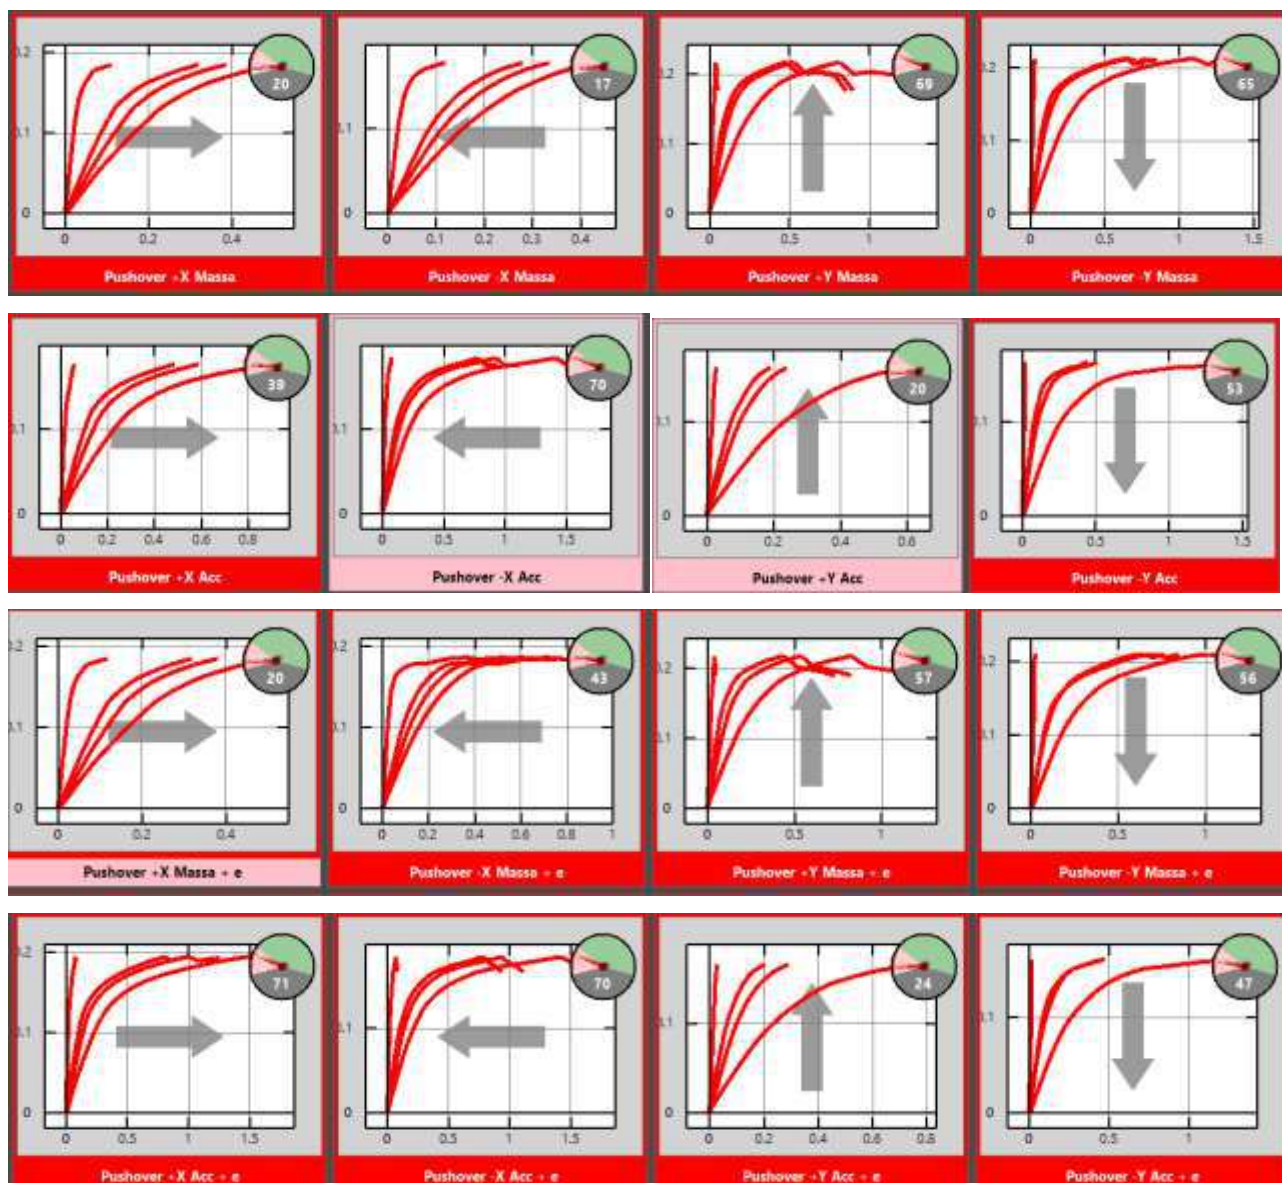 0.2
20
0.1
0
0 0.2 0.4
Pushover +X Massa
17
0.1
0
0 0.1 0.2 0.3 0.4
Pushover -X Massa
69
0.2
0.1
0
0 0.5 1
Pushover +Y Massa
65
0.2
0.1
0
0 0.5 1 1.5
Pushover -Y Massa
39
0.1
0
0 0.2 0.4 0.6 0.8
Pushover +X Acc
70
0.1
0
0 0.5 1 1.5
Pushover -X Acc
20
0.1
0
0 0.2 0.4 0.6
Pushover +Y Acc
53
0.1
0
0 0.5 1 1.5
Pushover -Y Acc
0.2
20
0.1
0
0 0.2 0.4
Pushover +X Massa + e
0.2
43
0.1
0
0 0.2 0.4 0.6 0.8 1
Pushover -X Massa + e
57
0.2
0.1
0
0 0.5 1
Pushover +Y Massa + e
56
0.2
0.1
0
0 0.5 1
Pushover -Y Massa + e
0.2
71
0.1
0
0 0.5 1 1.5
Pushover +X Acc + e
0.2
70
0.1
0
0 0.5 1 1.5
Pushover -X Acc + e
24
0.1
0
0 0.2 0.4 0.6 0.8
Pushover +Y Acc + e
47
0.1
0
0 0.5 1
Pushover -Y Acc + e